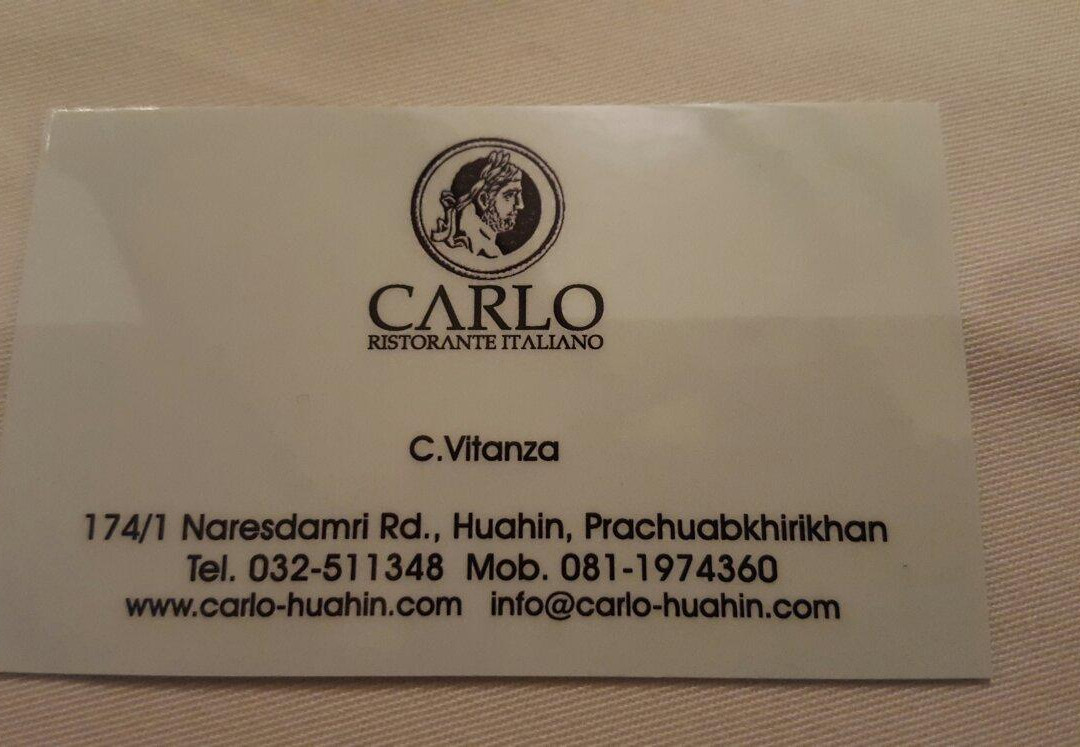 CARLO
RISTORANTE ITALIANO
C.Vitanza
174/1 Naresdamri Rd., Huahin, Prachuabkhirikhan
Tel. 032-511348 Mob. 081-1974360
www.carlo-huahin.com info@carlo-huahin.com